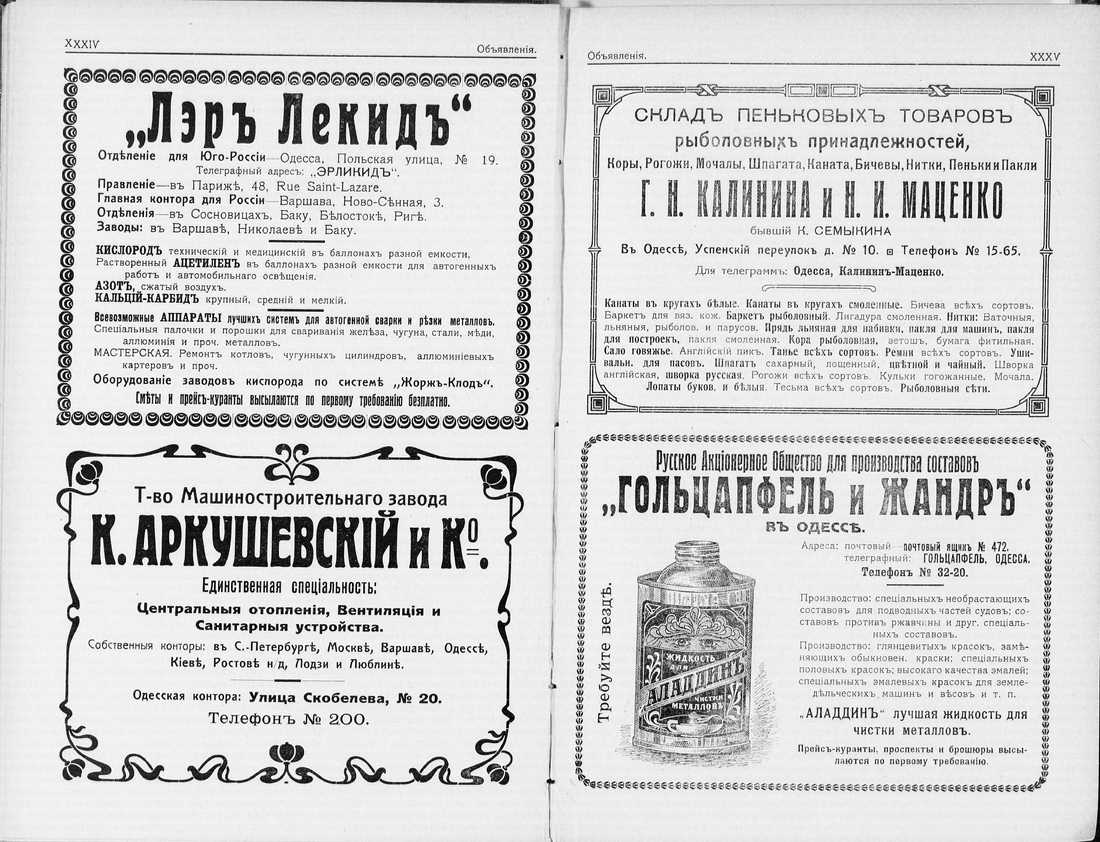 XXXIV
Объявленія.
„Лэръ Лекидъ“
Отдѣленіе для Юго-Россіи—Одесса, Польская улица, № 19.
Телеграфный адресъ: „ЭРЛИКИДЪ“.
Правленіе—въ Парижѣ, 48, Rue Saint-Lazare.
Главная контора для Россіи—Варшава, Ново-Сѣнная, 3.
Отдѣленія—въ Сосновицахъ, Баку, Бѣлостокѣ, Ригѣ.
Заводы: въ Варшавѣ, Николаевѣ и Баку.
КИСЛОРОДЪ техническій и медицинскій въ баллонахъ разной емкости,
Растворенный АЦЕТИЛЕНЪ въ баллонахъ разной емкости для автогенныхъ
работъ и автомобильнаго освѣщенія.
АЗОТЪ, сжатый воздухъ.
КАЛЬЦІЙ-КАРБИДЪ крупный, средній и мелкій.
Всевозможные АППАРАТЫ лучшихъ системъ для автогенной сварки и рѣзки металловъ.
Спеціальныя палочки и порошки для свариванія желѣза, чугуна, стали, мѣди,
аллюминія и проч. металловъ.
МАСТЕРСКАЯ. Ремонтъ котловъ, чугунныхъ цилиндровъ, аллюминіевыхъ
картеровъ и проч.
Оборудованіе заводовъ кислорода по системѣ „Жоржъ-Клодъ“.
Смѣты и прейсъ-куранты высылаются по первому требованію безплатно.
Т-во Машиностроительнаго завода
К. АРКУШЕВСКІЙ и Ко.
Единственная спеціальность:
Центральныя отопленія, Вентиляція и
Санитарныя устройства.
Собственныя конторы: въ С.-Петербургѣ, Москвѣ, Варшавѣ, Одессѣ,
Кіевѣ, Ростовѣ н/д, Лодзи и Люблинѣ.
Одесская контора: Улица Скобелева, № 20.
Телефонъ № 200.
Объявленія.
XXXV
СКЛАДЪ ПЕНЬКОВЫХЪ ТОВАРОВЪ
рыболовныхъ принадлежностей,
Коры, Рогожи, Мочалы, Шпагата, Каната, Бичевы, Нитки, Пеньки и Пакли
Г. Н. КАЛИНИНА и Н. И. МАЦЕНКО
бывшій К. СЕМЫКИНА
Въ Одессѣ, Успенскій переулокъ д. № 10. Телефонъ № 15-65.
Для телеграммъ: Одесса, Калинин-Маценко.
Канаты въ кругахъ бѣлые. Канаты въ кругахъ смоленные. Бичева всѣхъ сортовъ.
Баркетъ для вяз. кож. Баркетъ рыболовный. Лигадура смоленная. Нитки: Ваточныя,
льняныя, рыболов. и парусов. Прядь льняная для набивки, пакля для машинъ, пакля
для построекъ, пакля смоленная. Кора рыболовная, ветошъ, бумага фитильная.
Сало говяжье. Англійскій пикъ. Танье всѣхъ сортовъ. Ремни всѣхъ сортовъ. Уши-
вальн. для пасовъ. Шпагатъ сахарный, лощенный, цвѣтной и чайный. Шворка
англійская, шворка русская. Рогожи всѣхъ сортовъ. Кульки гогожанные. Мочала.
Лопаты буков. и бѣлыя. Тесьма всѣхъ сортовъ. Рыболовныя сѣти.
Русское Акціонерное Общество для производства составовъ
„ГОЛЬЦАПФЕЛЬ и ЖАНДРЪ“
ВЪ ОДЕССѢ.
Адреса: почтовый—почтовый ящикъ № 472.
телеграфный: ГОЛЬЦАПФЕЛЬ, ОДЕССА.
Телефонъ № 32-20.
Производство: спеціальныхъ необрастающихъ
составовъ для подводныхъ частей судовъ; со-
ставовъ противъ ржавчины и друг. спеціаль-
ныхъ составовъ.
Производство: глянцевитыхъ красокъ, замѣ-
няющихъ обыкновен. краски: спеціальныхъ
половыхъ красокъ; высокаго качества эмалей;
спеціальныхъ эмалевыхъ красокъ для земле-
дѣльческихъ машинъ и вѣсовъ и т. п.
„АЛАДДИНЪ“ лучшая жидкость для
чистки металловъ.
Прейсъ-куранты, проспекты и брошюры высы-
лаются по первому требованію.
Требуйте вездѣ.
ЖИДКОСТЬ
ДЛЯ
АЛАДДИНЪ
ЧИСТКИ
МЕТАЛЛОВЪ